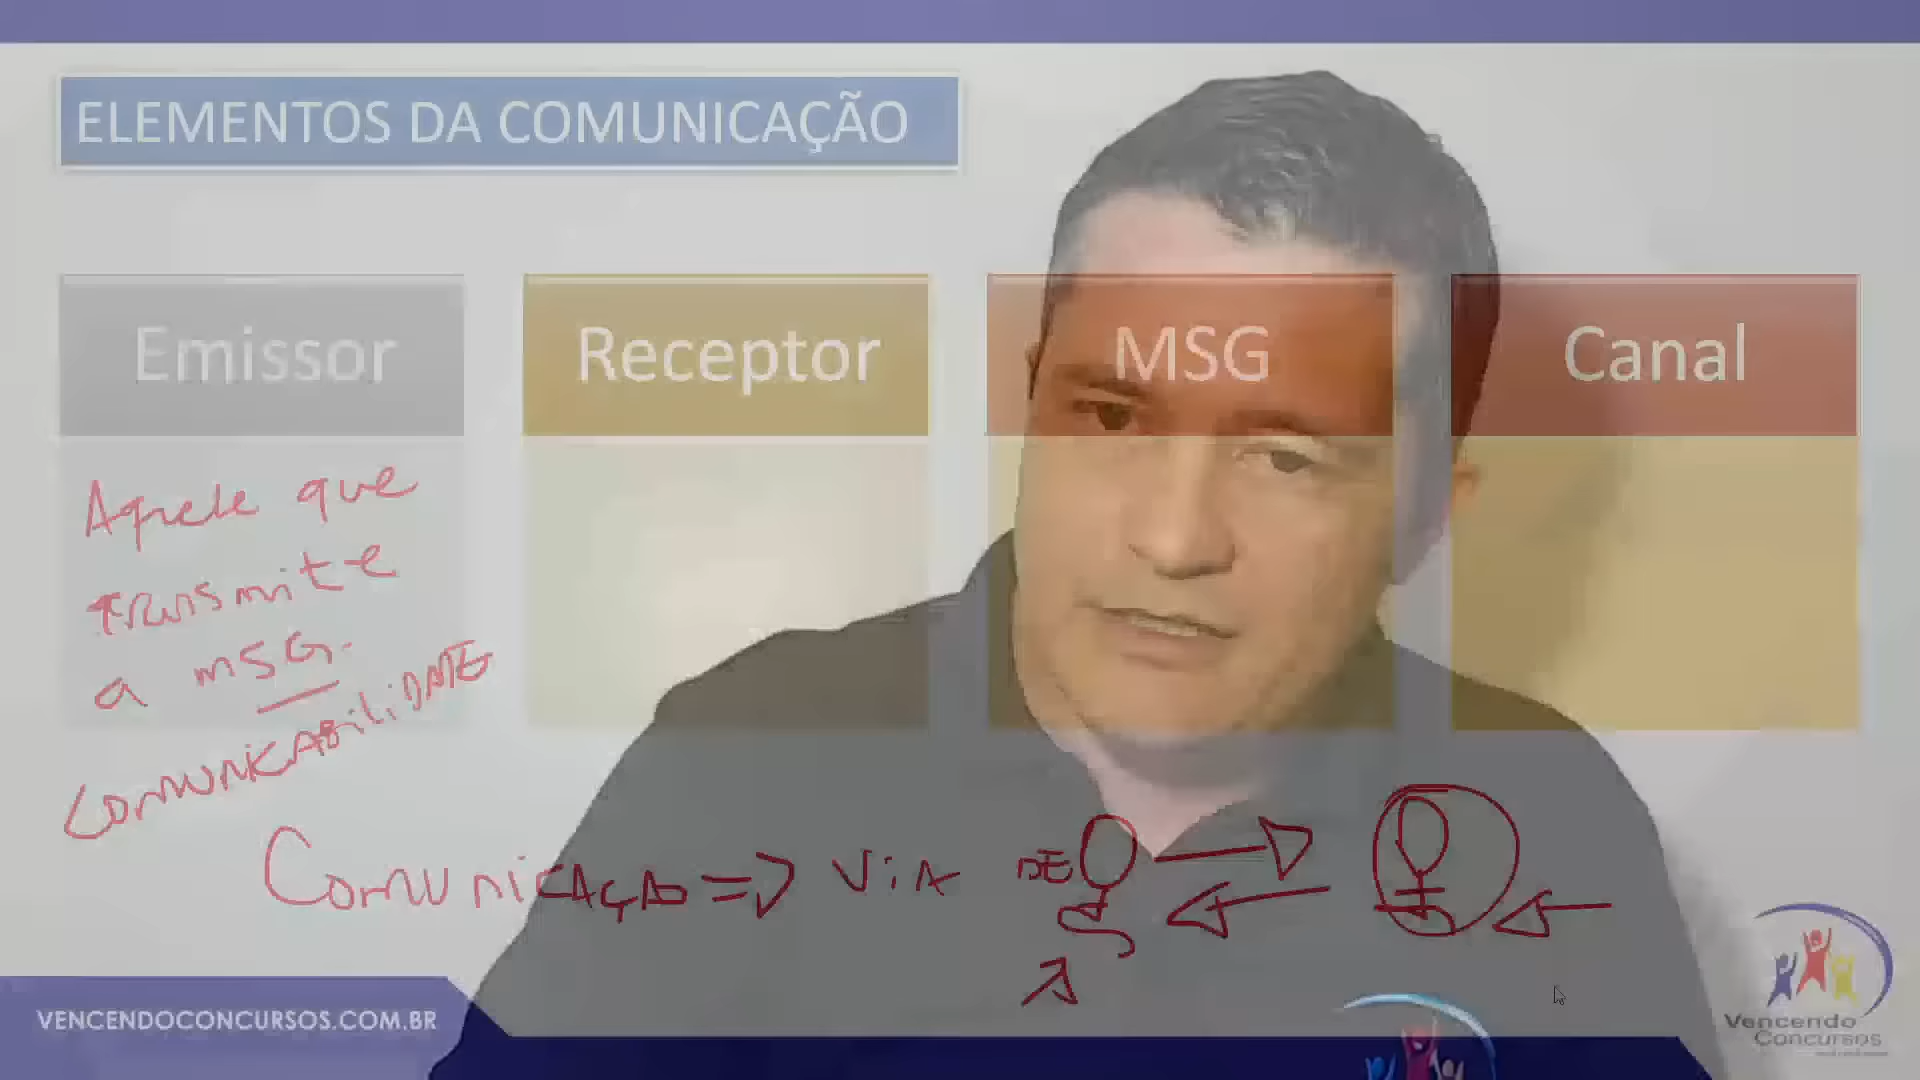 ELEMENTOS DA COMUNICAÇÃO
Emissor
Receptor
MSG
Canal
Aquele que
transmite
a MSG.
COMUNICABILIDADE
COMUNICAÇÃO => VIA DE
VENCENDOCONCURSOS.COM.BR
Vencendo
Concursos